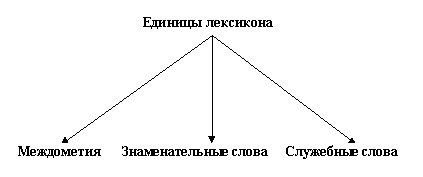 Единицы лексикона
Междометия Знаменательные слова Служебные слова